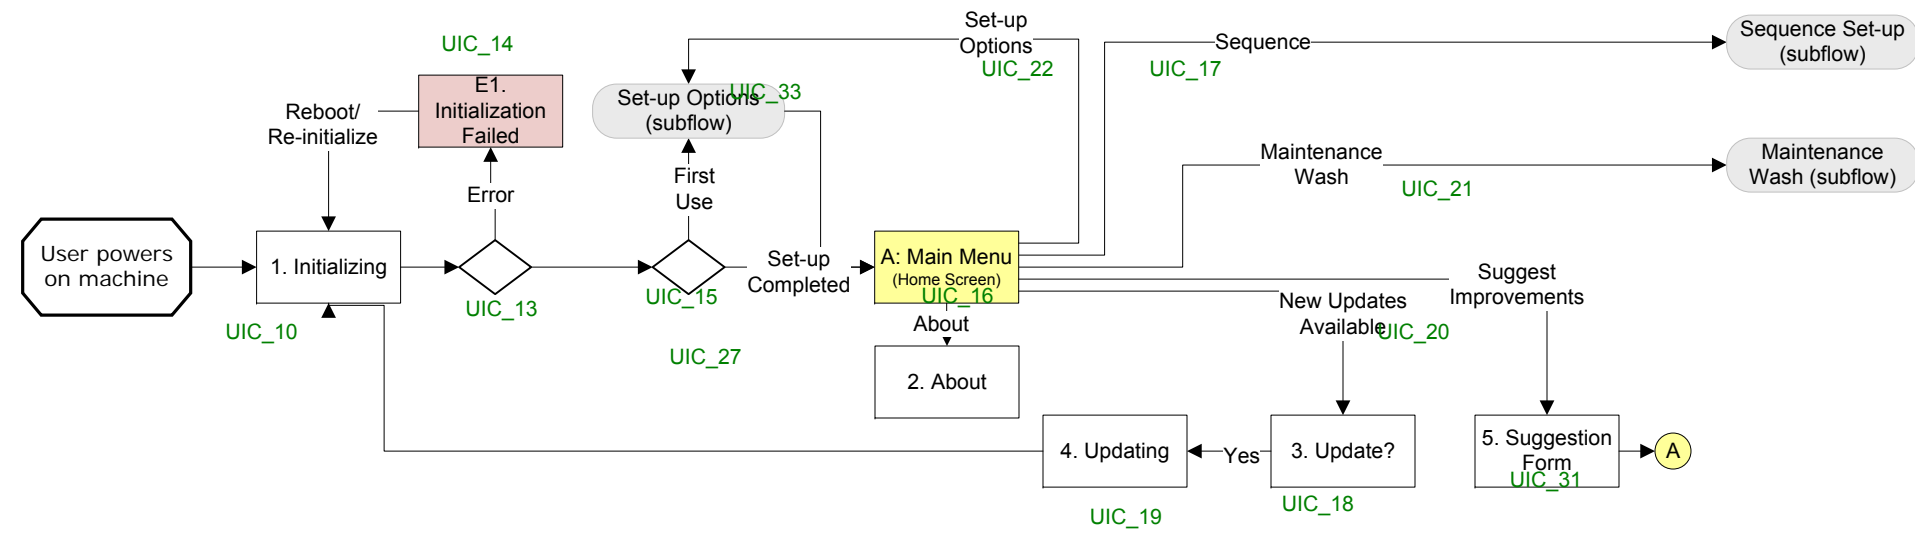 Set-up
Options
UIC_22
Sequence
UIC_17
Sequence Set-up
(subflow)
UIC_14
E1.
Initialization
Failed
Reboot/
Re-initialize
Set-up Options
(subflow)
UIC_33
Maintenance
Wash
UIC_21
Maintenance
Wash (subflow)
Error
First
Use
User powers
on machine
1. Initializing
UIC_10
UIC_13
UIC_15
UIC_27
Set-up
Completed
A: Main Menu
(Home Screen)
UIC_16
About
2. About
New Updates
Available
UIC_20
Suggest
Improvements
4. Updating
UIC_19
Yes
3. Update?
UIC_18
5. Suggestion
Form
UIC_31
A